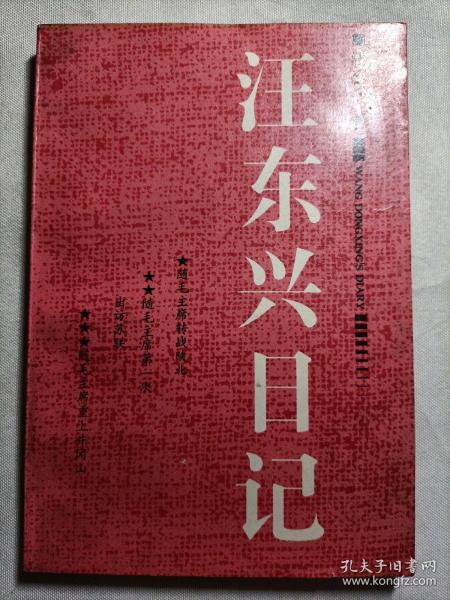 汪东兴日记
WANG DONGXING'S DIARY
★随毛主席转战陕北
★★随毛主席第一次
出访苏联
★★★随毛主席重上井冈山
孔夫子旧书网
www.kongfz.com